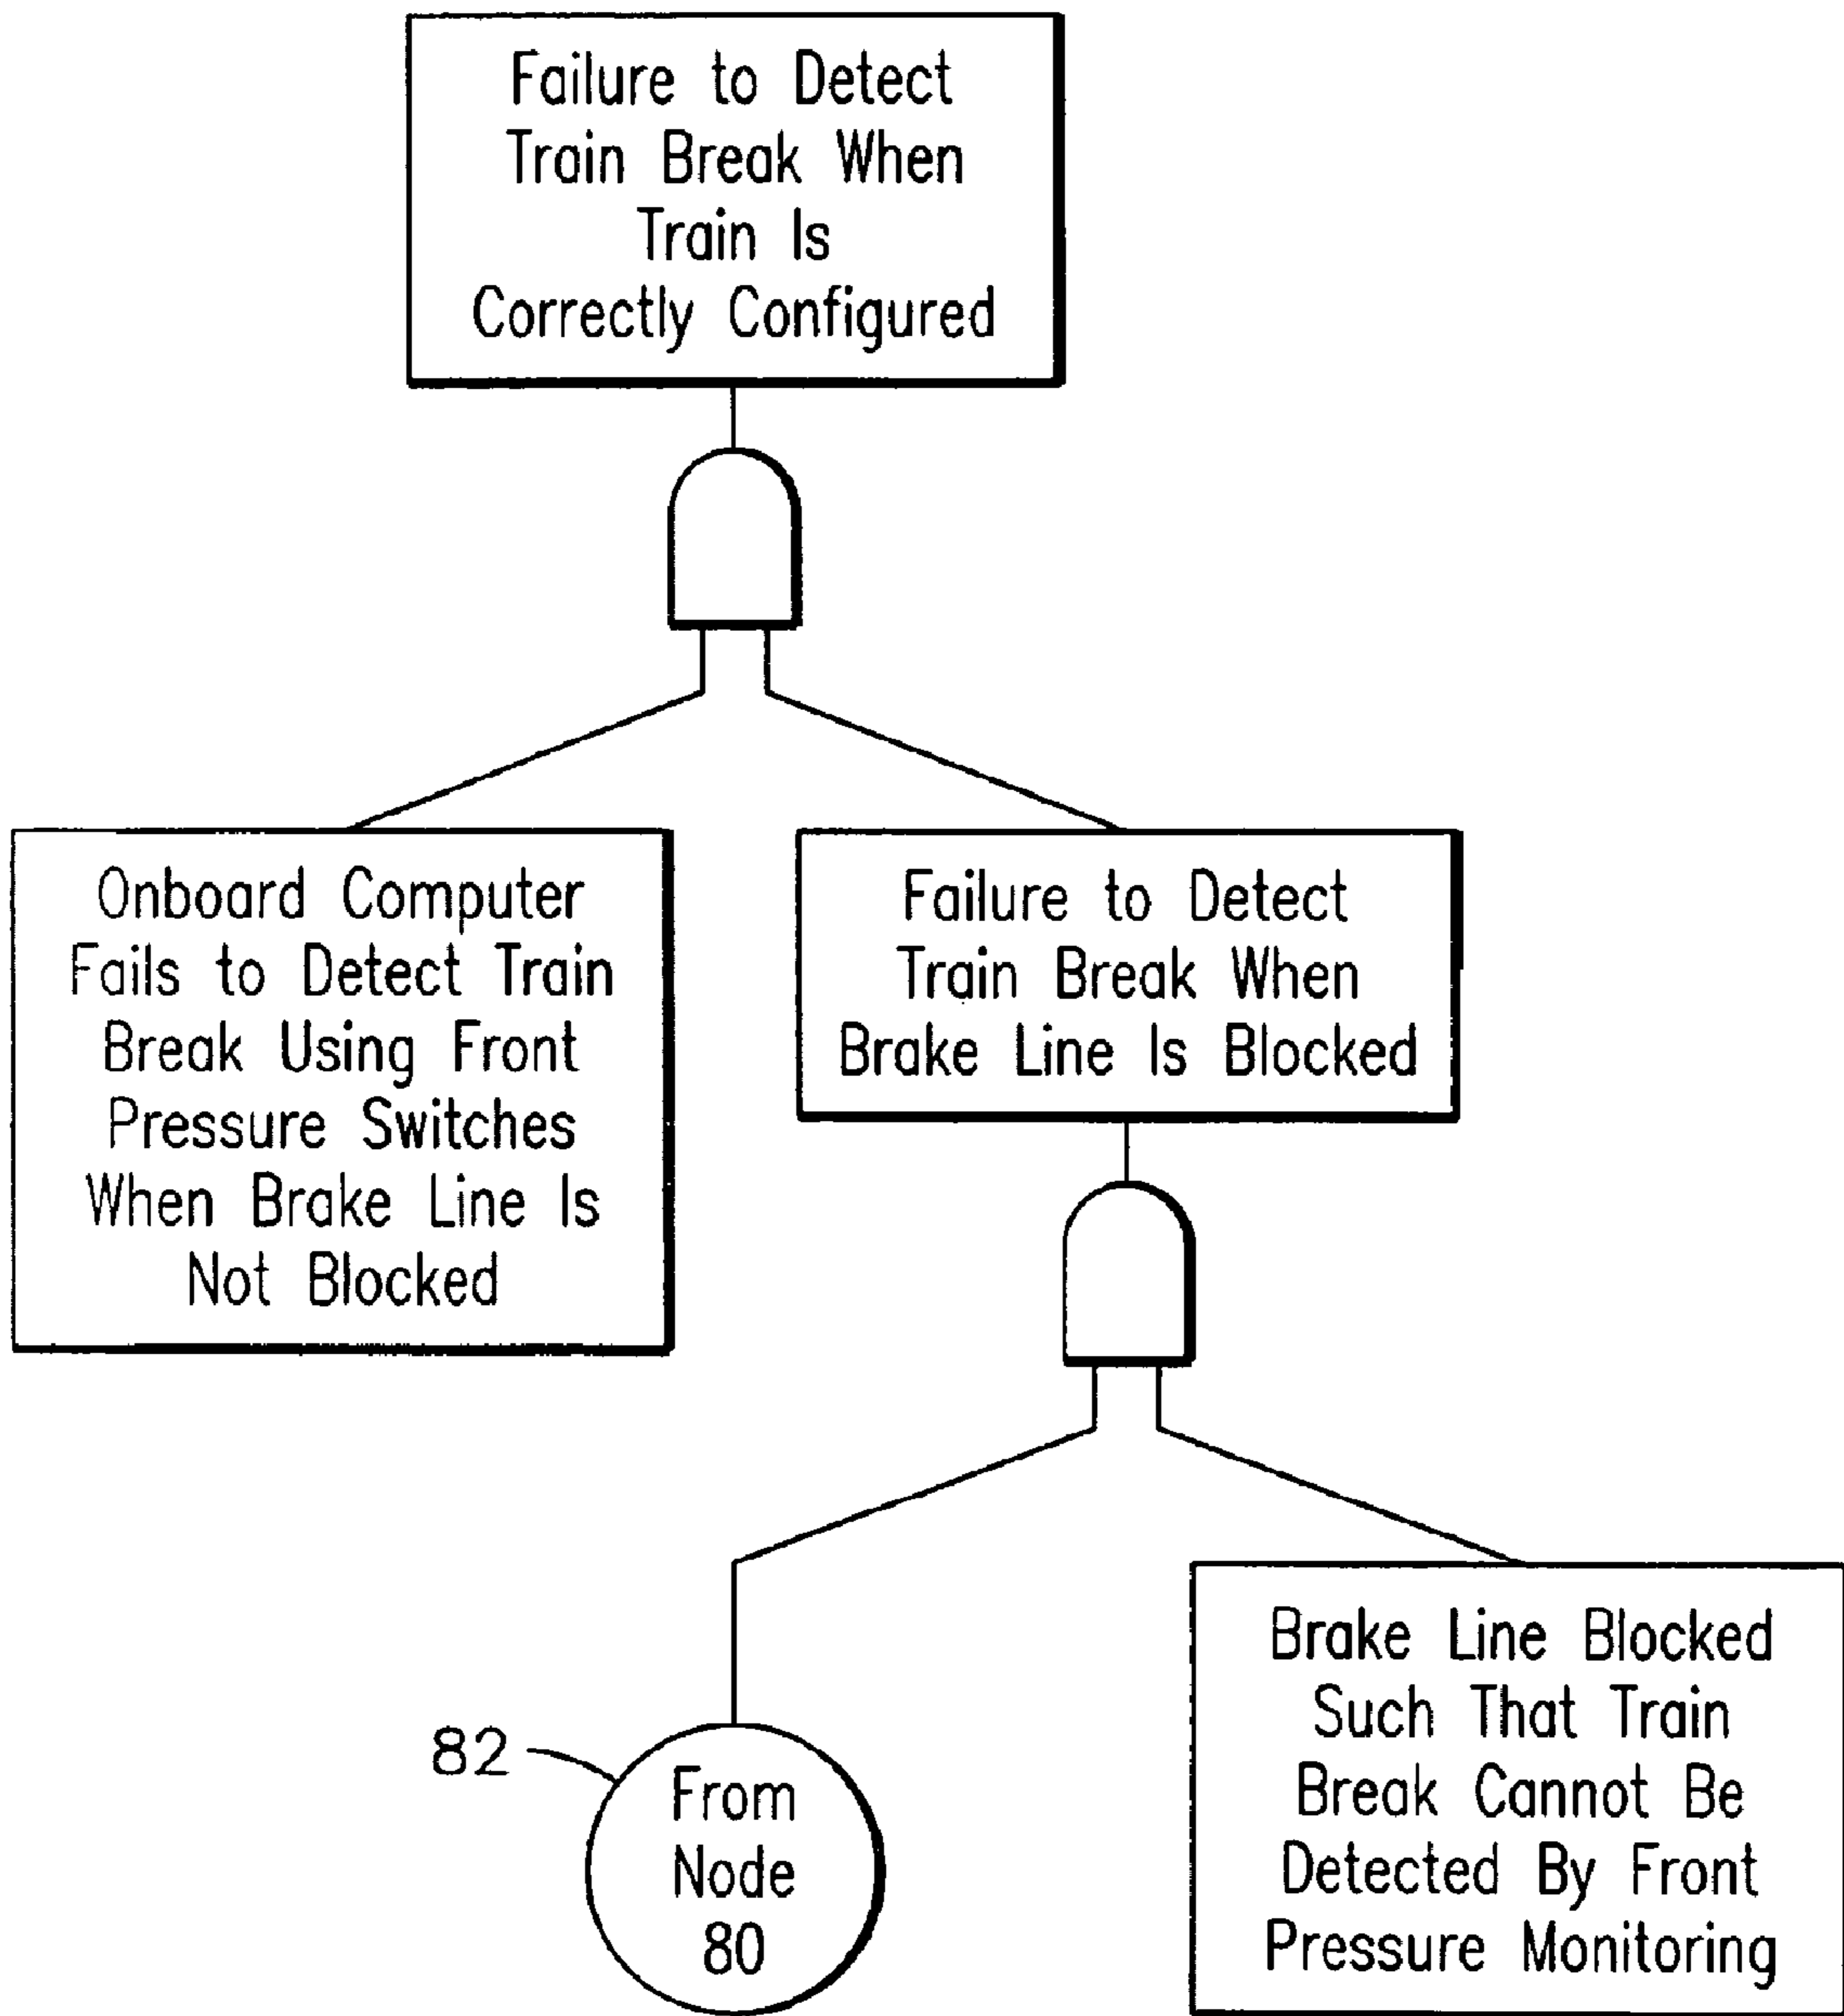 Failure to Detect
Train Break When
Train Is
Correctly Configured
Onboard Computer
Fails to Detect Train
Break Using Front
Pressure Switches
When Brake Line Is
Not Blocked
Failure to Detect
Train Break When
Brake Line Is Blocked
82
From
Node
80
Brake Line Blocked
Such That Train
Break Cannot Be
Detected By Front
Pressure Monitoring